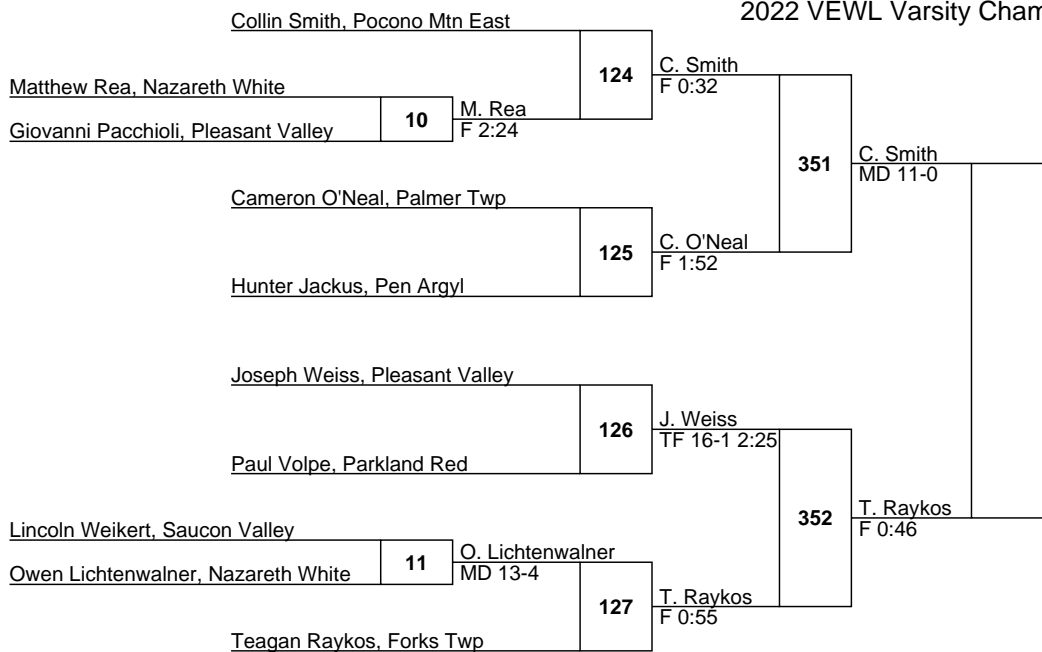 2022 VEWL Varsity Cham
Collin Smith, Pocono Mtn East
124
C. Smith
F 0:32
Matthew Rea, Nazareth White
10
M. Rea
F 2:24
Giovanni Pacchioli, Pleasant Valley
351
C. Smith
MD 11-0
Cameron O'Neal, Palmer Twp
125
C. O'Neal
F 1:52
Hunter Jackus, Pen Argyl
Joseph Weiss, Pleasant Valley
126
J. Weiss
TF 16-1 2:25
Paul Volpe, Parkland Red
352
T. Raykos
F 0:46
Lincoln Weikert, Saucon Valley
11
O. Lichtenwalner
MD 13-4
Owen Lichtenwalner, Nazareth White
127
T. Raykos
F 0:55
Teagan Raykos, Forks Twp